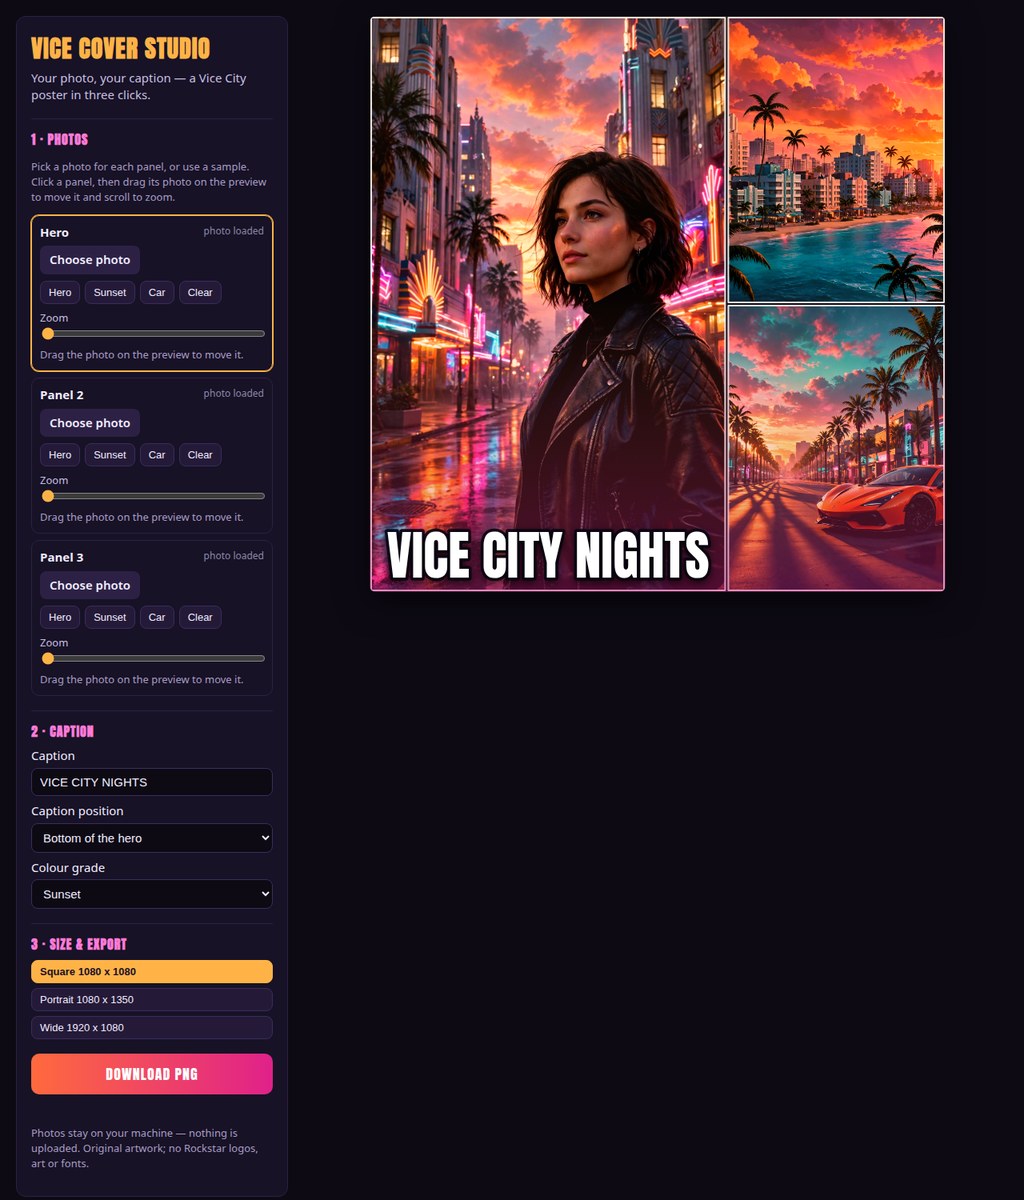 VICE COVER STUDIO
Your photo, your caption — a Vice City
poster in three clicks.
1 · PHOTOS
Pick a photo for each panel, or use a sample.
Click a panel, then drag its photo on the preview
to move it and scroll to zoom.
Hero photo loaded
Choose photo
Hero Sunset Car Clear
Zoom
Drag the photo on the preview to move it.
Panel 2 photo loaded
Choose photo
Hero Sunset Car Clear
Zoom
Drag the photo on the preview to move it.
Panel 3 photo loaded
Choose photo
Hero Sunset Car Clear
Zoom
Drag the photo on the preview to move it.
2 · CAPTION
Caption
VICE CITY NIGHTS
Caption position
Bottom of the hero
Colour grade
Sunset
3 · SIZE & EXPORT
Square 1080 x 1080
Portrait 1080 x 1350
Wide 1920 x 1080
DOWNLOAD PNG
Photos stay on your machine — nothing is
uploaded. Original artwork; no Rockstar logos,
art or fonts.
VICE CITY NIGHTS